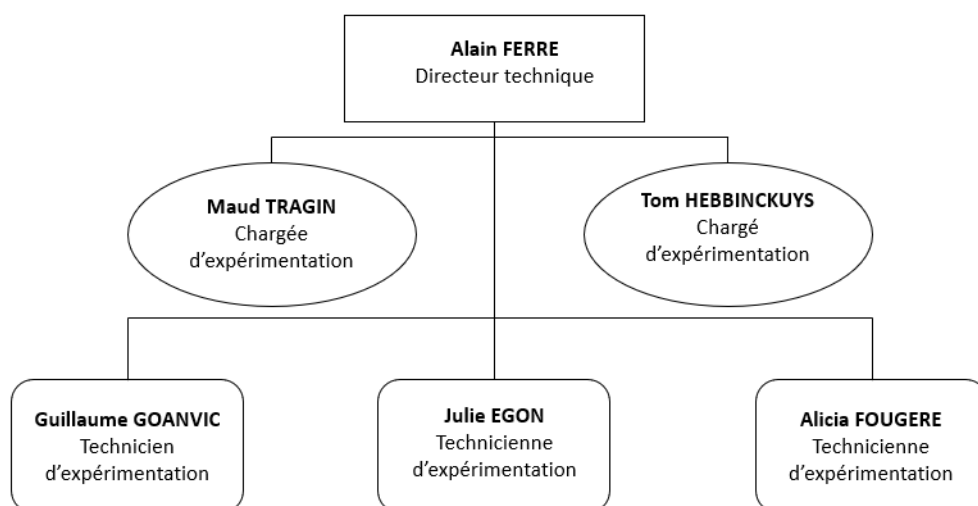 Alain FERRE
Directeur technique
Maud TRAGIN
Chargée
d’expérimentation
Tom HEBBINCKUYS
Chargé
d’expérimentation
Guillaume GOANVIC
Technicien
d’expérimentation
Julie EGON
Technicienne
d’expérimentation
Alicia FOUGERE
Technicienne
d’expérimentation